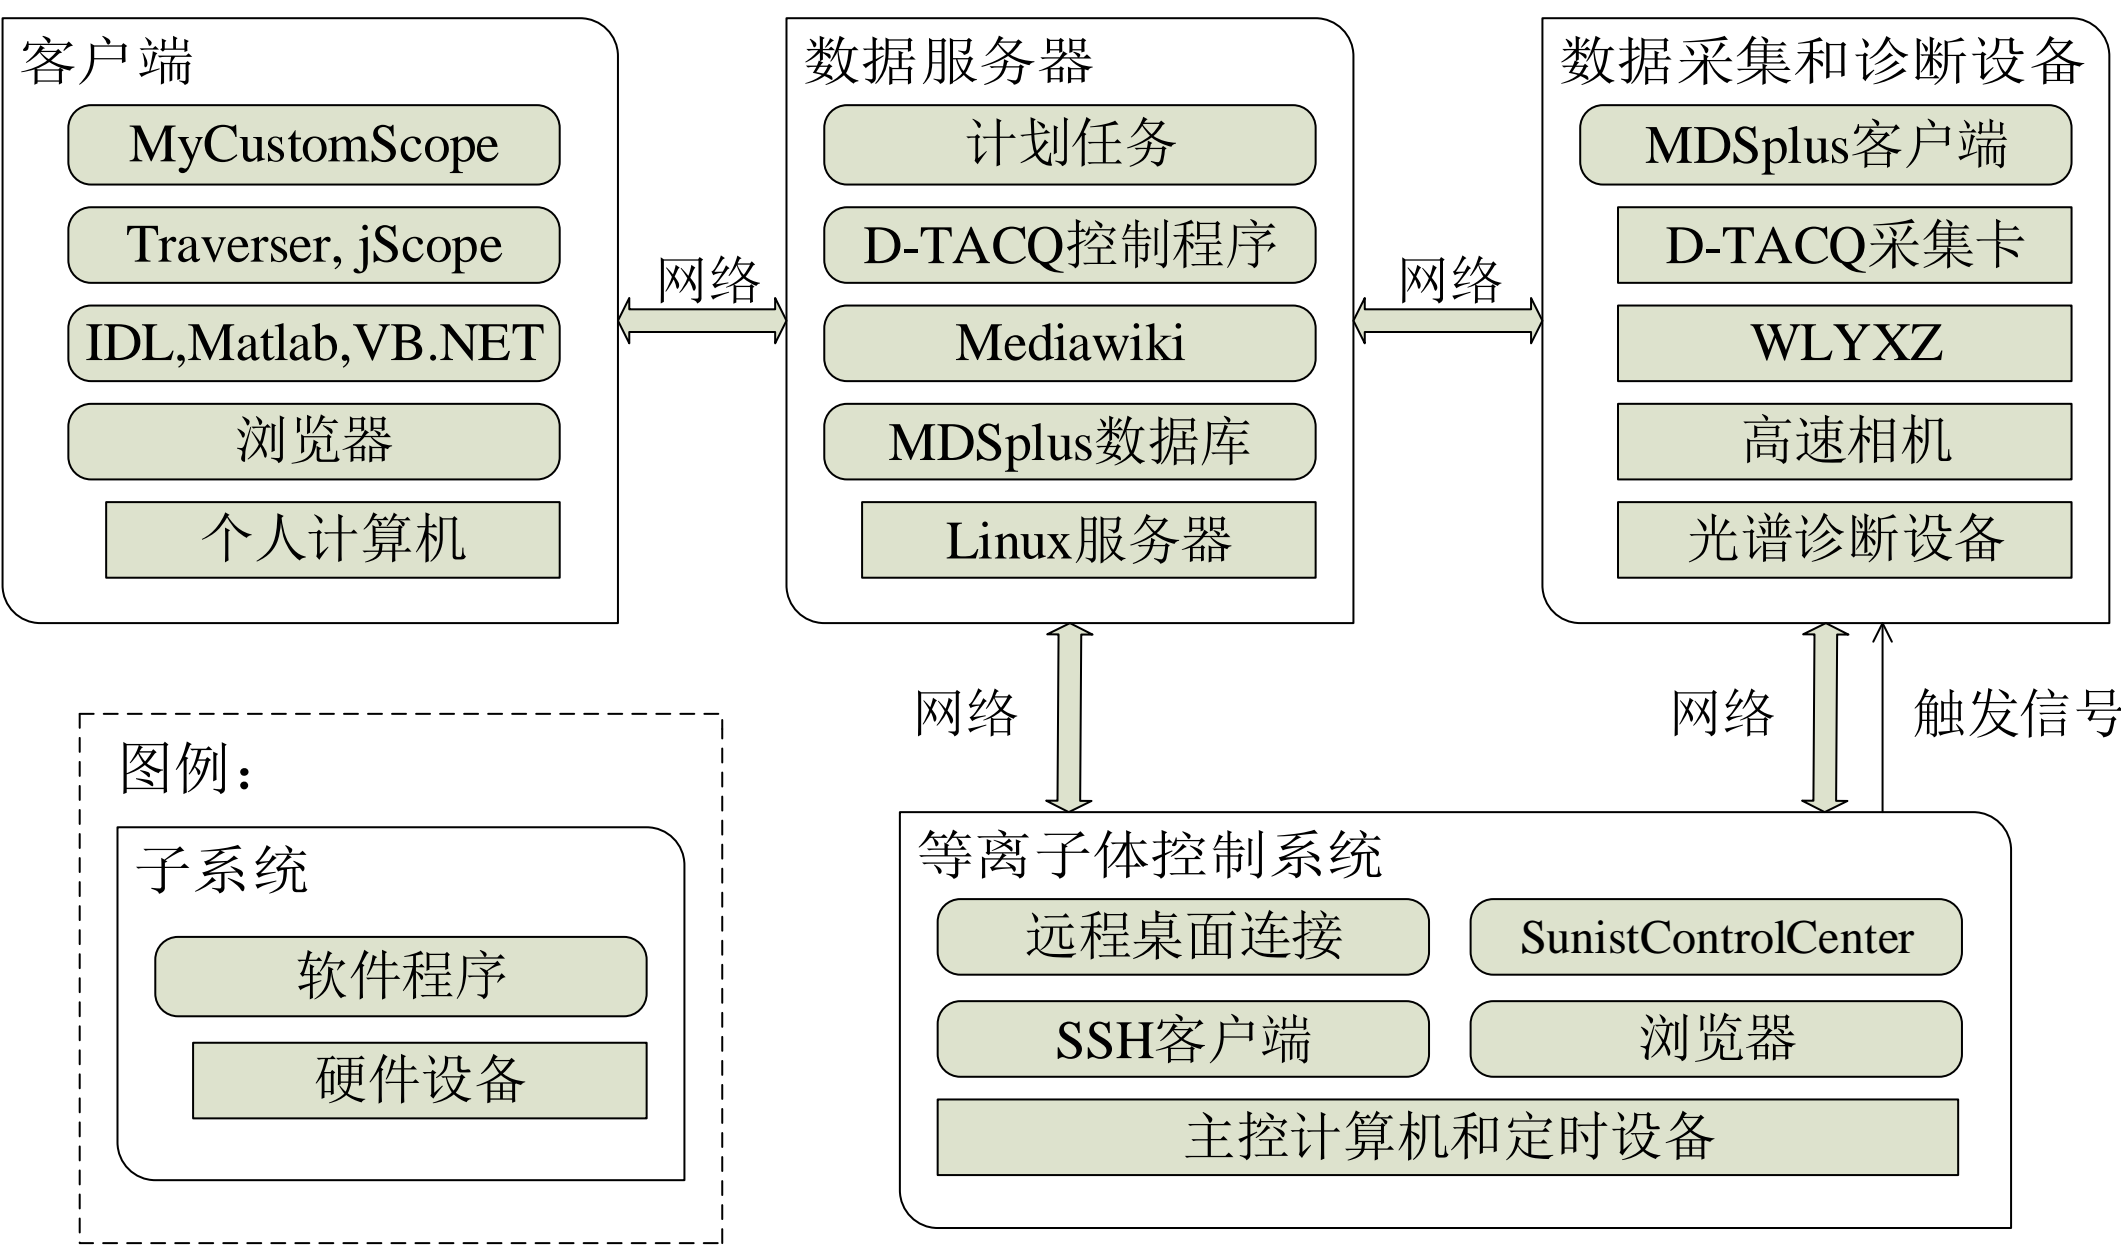 客户端
MyCustomScope
Traverser, jScope
IDL,Matlab,VB.NET
浏览器
个人计算机
网络
数据服务器
计划任务
D-TACQ控制程序
Mediawiki
MDSplus数据库
Linux服务器
网络
数据采集和诊断设备
MDSplus客户端
D-TACQ采集卡
WLYXZ
高速相机
光谱诊断设备
网络
网络
触发信号
图例：
子系统
软件程序
硬件设备
等离子体控制系统
远程桌面连接
SunistControlCenter
SSH客户端
浏览器
主控计算机和定时设备